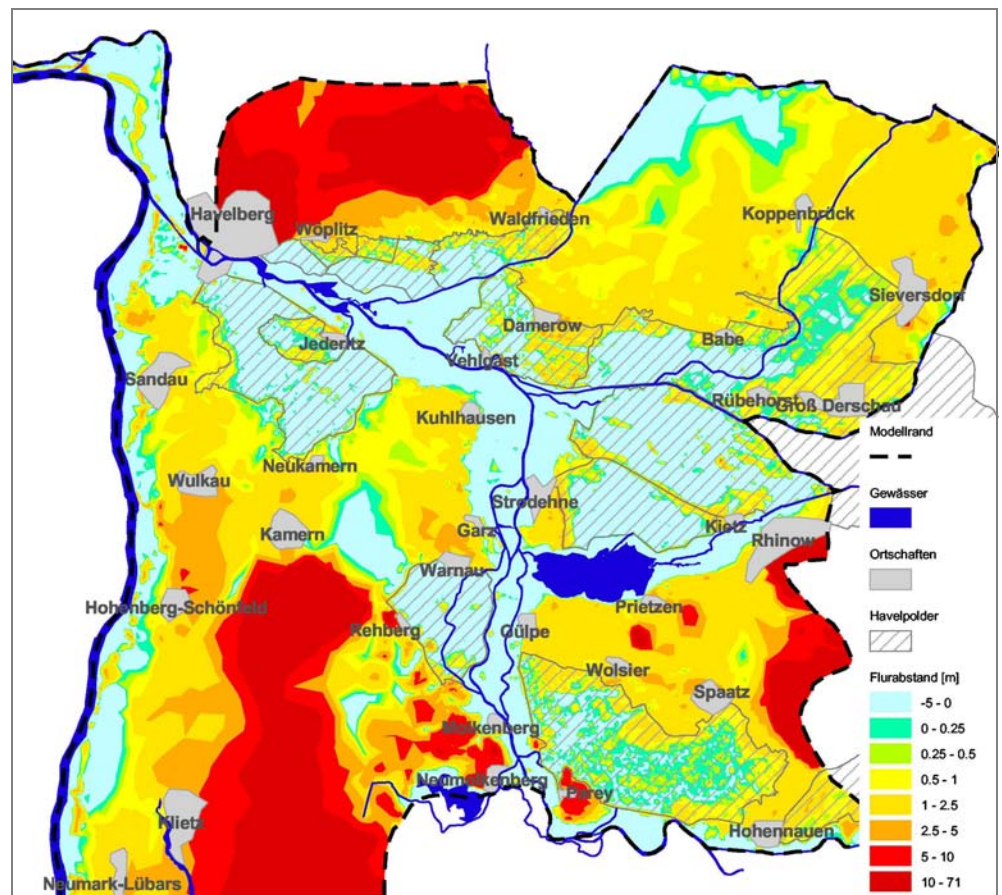 Havelberg
Wöplitz
Waldfrieden
Koppenbrück
Sieversdorf
Damerow
Babe
Jederitz
Vehlgast
Sandau
Rübehorst
Groß Derschau
Kuhlhausen
Neukamern
Wulkau
Strodehne
Kamern
Garz
Kietz
Rhinow
Warnau
Hohenberg-Schönfeld
Rehberg
Gülpe
Prietzen
Wolsier
Spaatz
Molkenberg
Neumolkenberg
Parey
Klietz
Hohennauen
Neumark-Lübars
Modellrand
Gewässer
Ortschaften
Havelpolder
Flurabstand [m]
-5 - 0
0 - 0.25
0.25 - 0.5
0.5 - 1
1 - 2.5
2.5 - 5
5 - 10
10 - 71